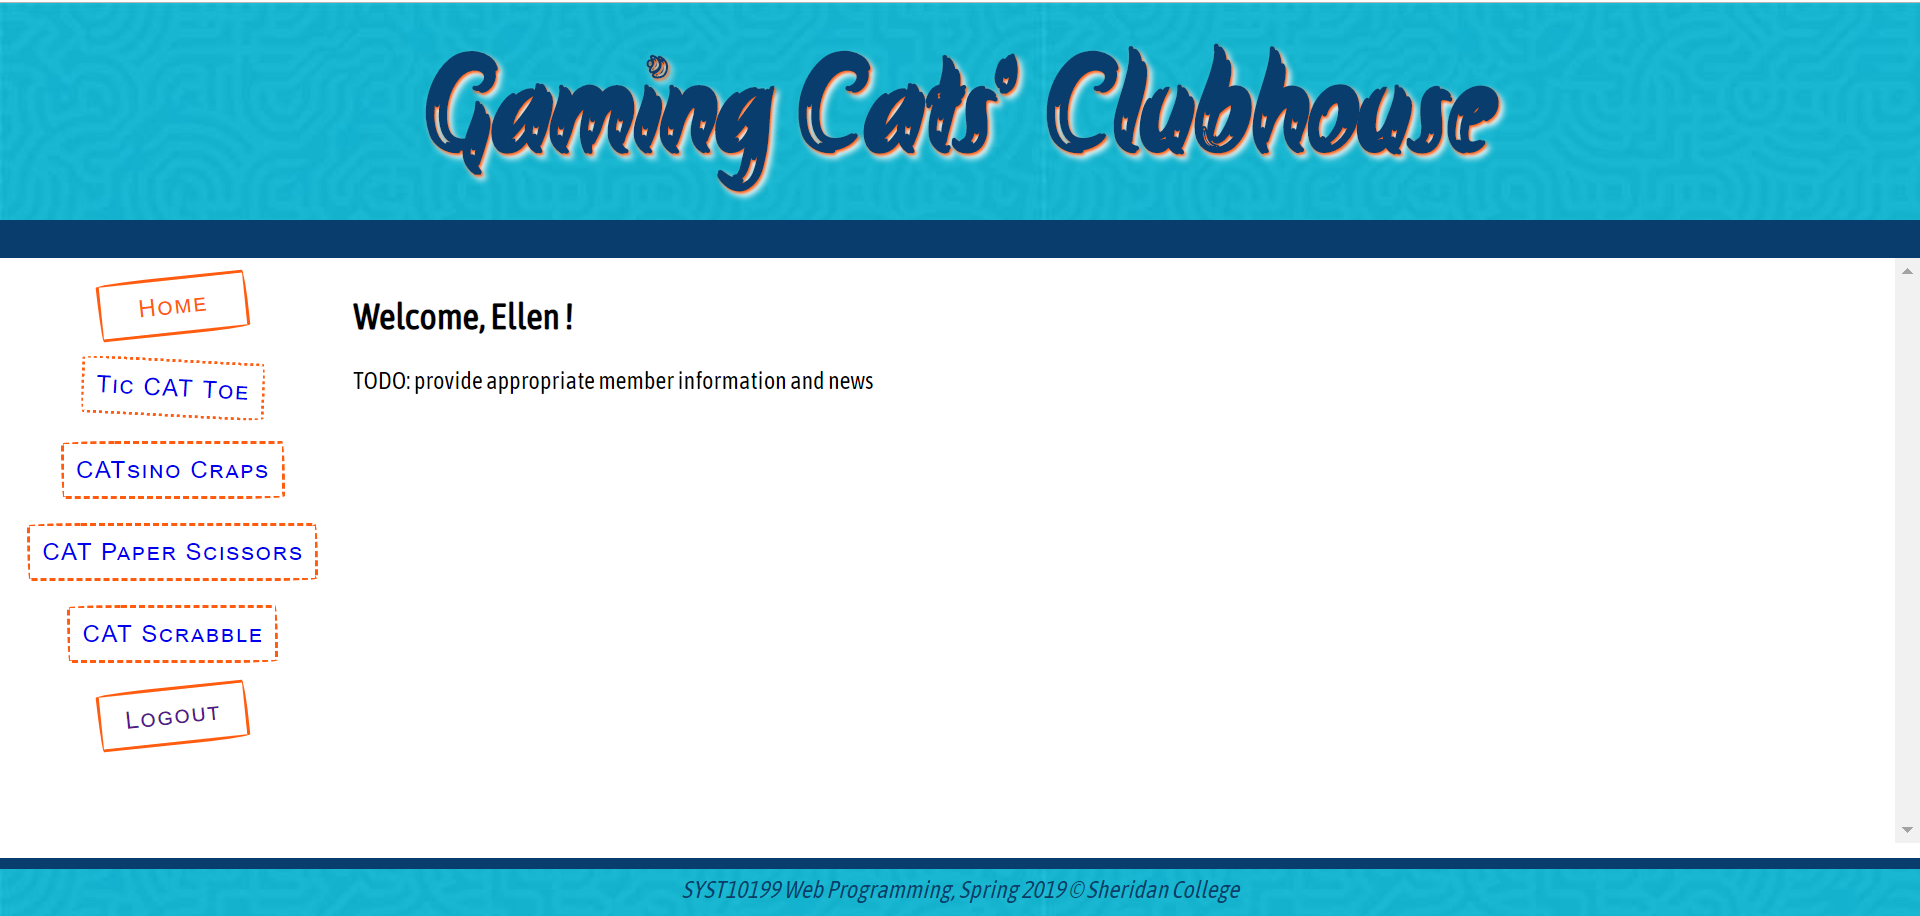 Gaming Cats' Clubhouse
Home
Tic CAT Toe
CATsino Craps
CAT Paper Scissors
CAT Scrabble
Logout
Welcome, Ellen !
TODO: provide appropriate member information and news
SYST10199 Web Programming, Spring 2019 © Sheridan College